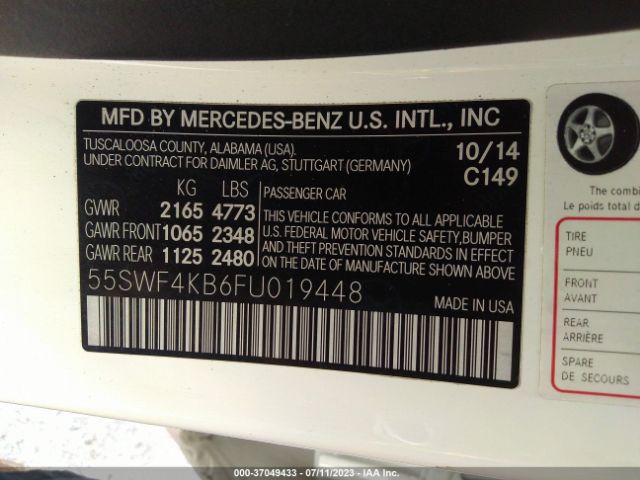 MFD BY MERCEDES-BENZ U.S. INTL., INC
TUSCALOOSA COUNTY, ALABAMA (USA). 10/14
UNDER CONTRACT FOR DAIMLER AG, STUTTGART (GERMANY) C149
KG LBS PASSENGER CAR
GVWR 2165 4773 THIS VEHICLE CONFORMS TO ALL APPLICABLE
GAWR FRONT 1065 2348 U.S. FEDERAL MOTOR VEHICLE SAFETY, BUMPER
GAWR REAR 1125 2480 AND THEFT PREVENTION STANDARDS IN EFFECT
ON THE DATE OF MANUFACTURE SHOWN ABOVE.
55SWF4KB6FU019448
MADE IN USA
The combi
Le poids total d
TIRE
PNEU
FRONT
AVANT
REAR
ARRIÈRE
SPARE
DE SECOURS
000-37049433 - 07/11/2023 - IAA Inc.